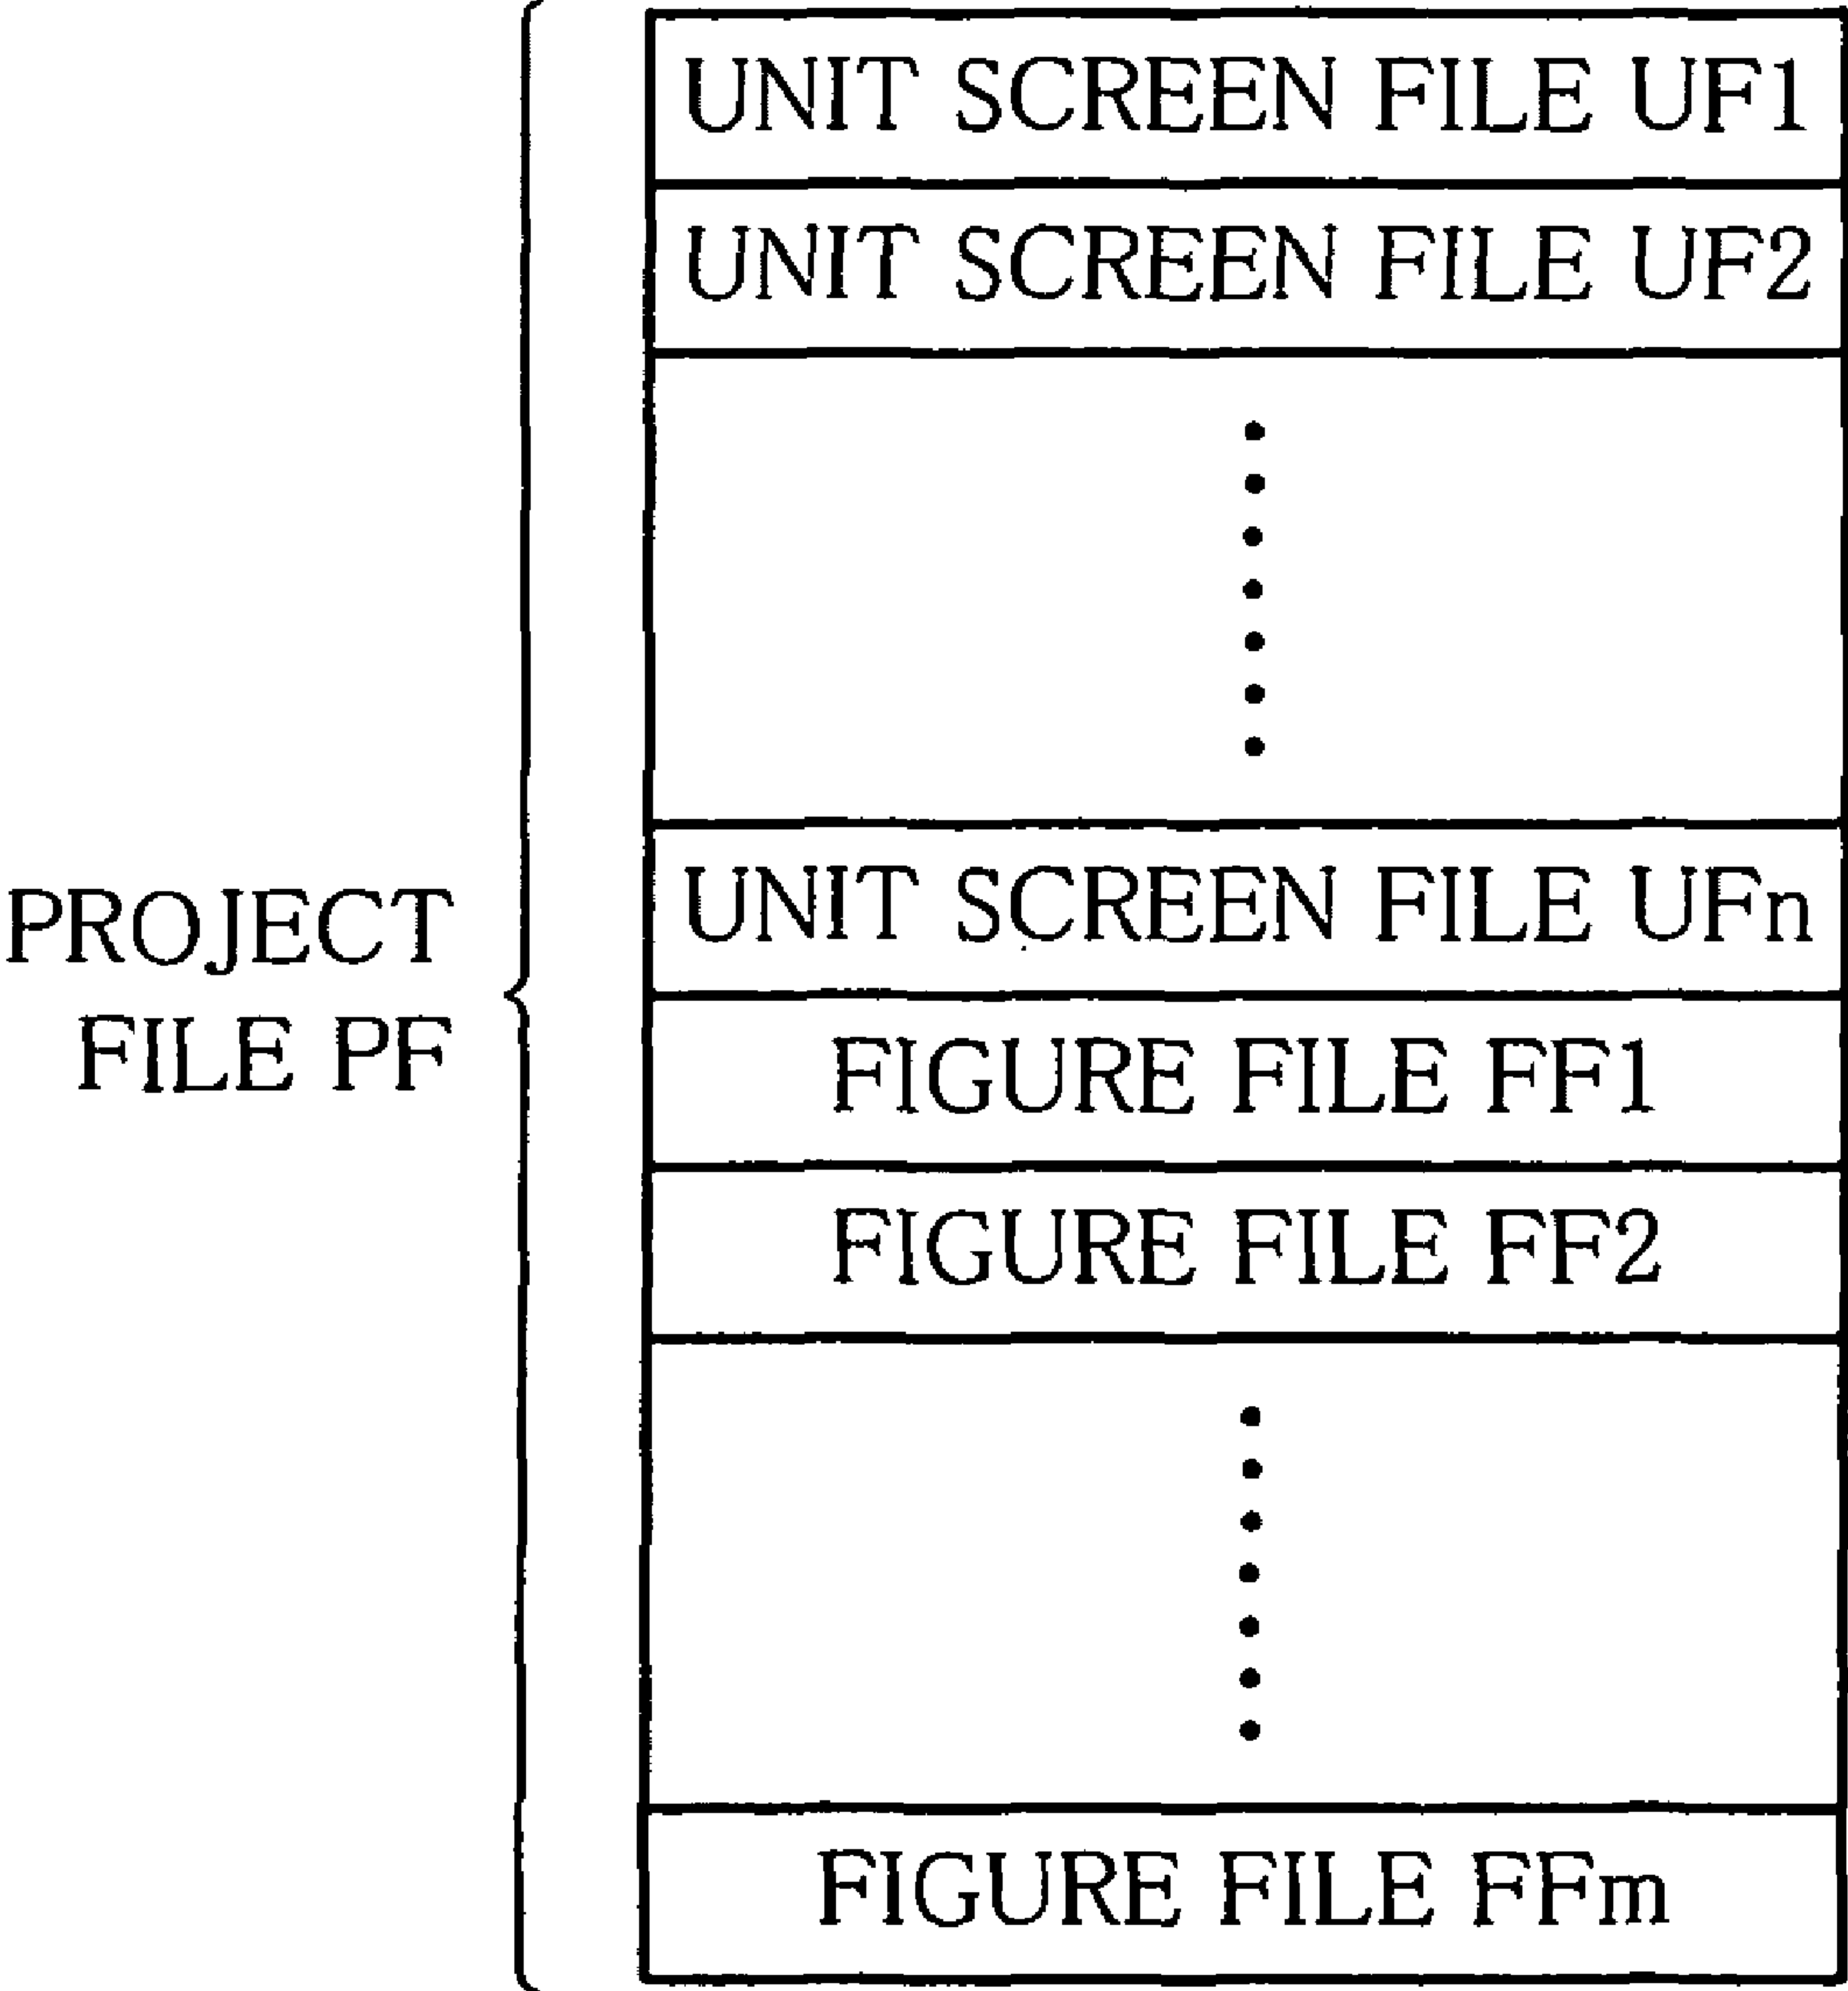 UNIT SCREEN FILE UF1
UNIT SCREEN FILE UF2
UNIT SCREEN FILE UFn
PROJECT
FILE PF
FIGURE FILE FF1
FIGURE FILE FF2
FIGURE FILE FFm